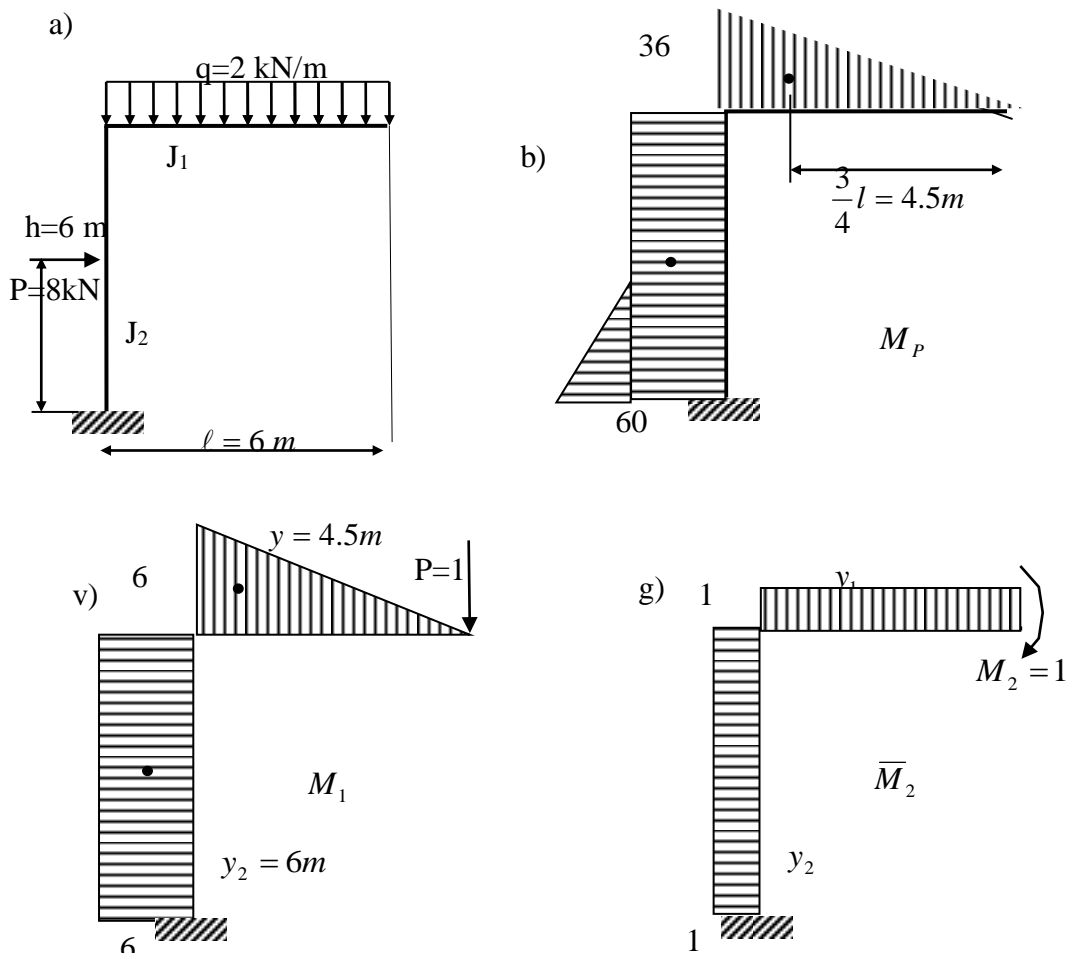 a)
q=2 kN/m
J₁
h=6 m
P=8kN
J₂
ℓ = 6 m
36
b)
3/4 l = 4.5m
M_P
60
y = 4.5m
6
P=1
v)
M₁
y₂ = 6m
6
g)
1
y₁
M₂ = 1
M̅₂
y₂
1